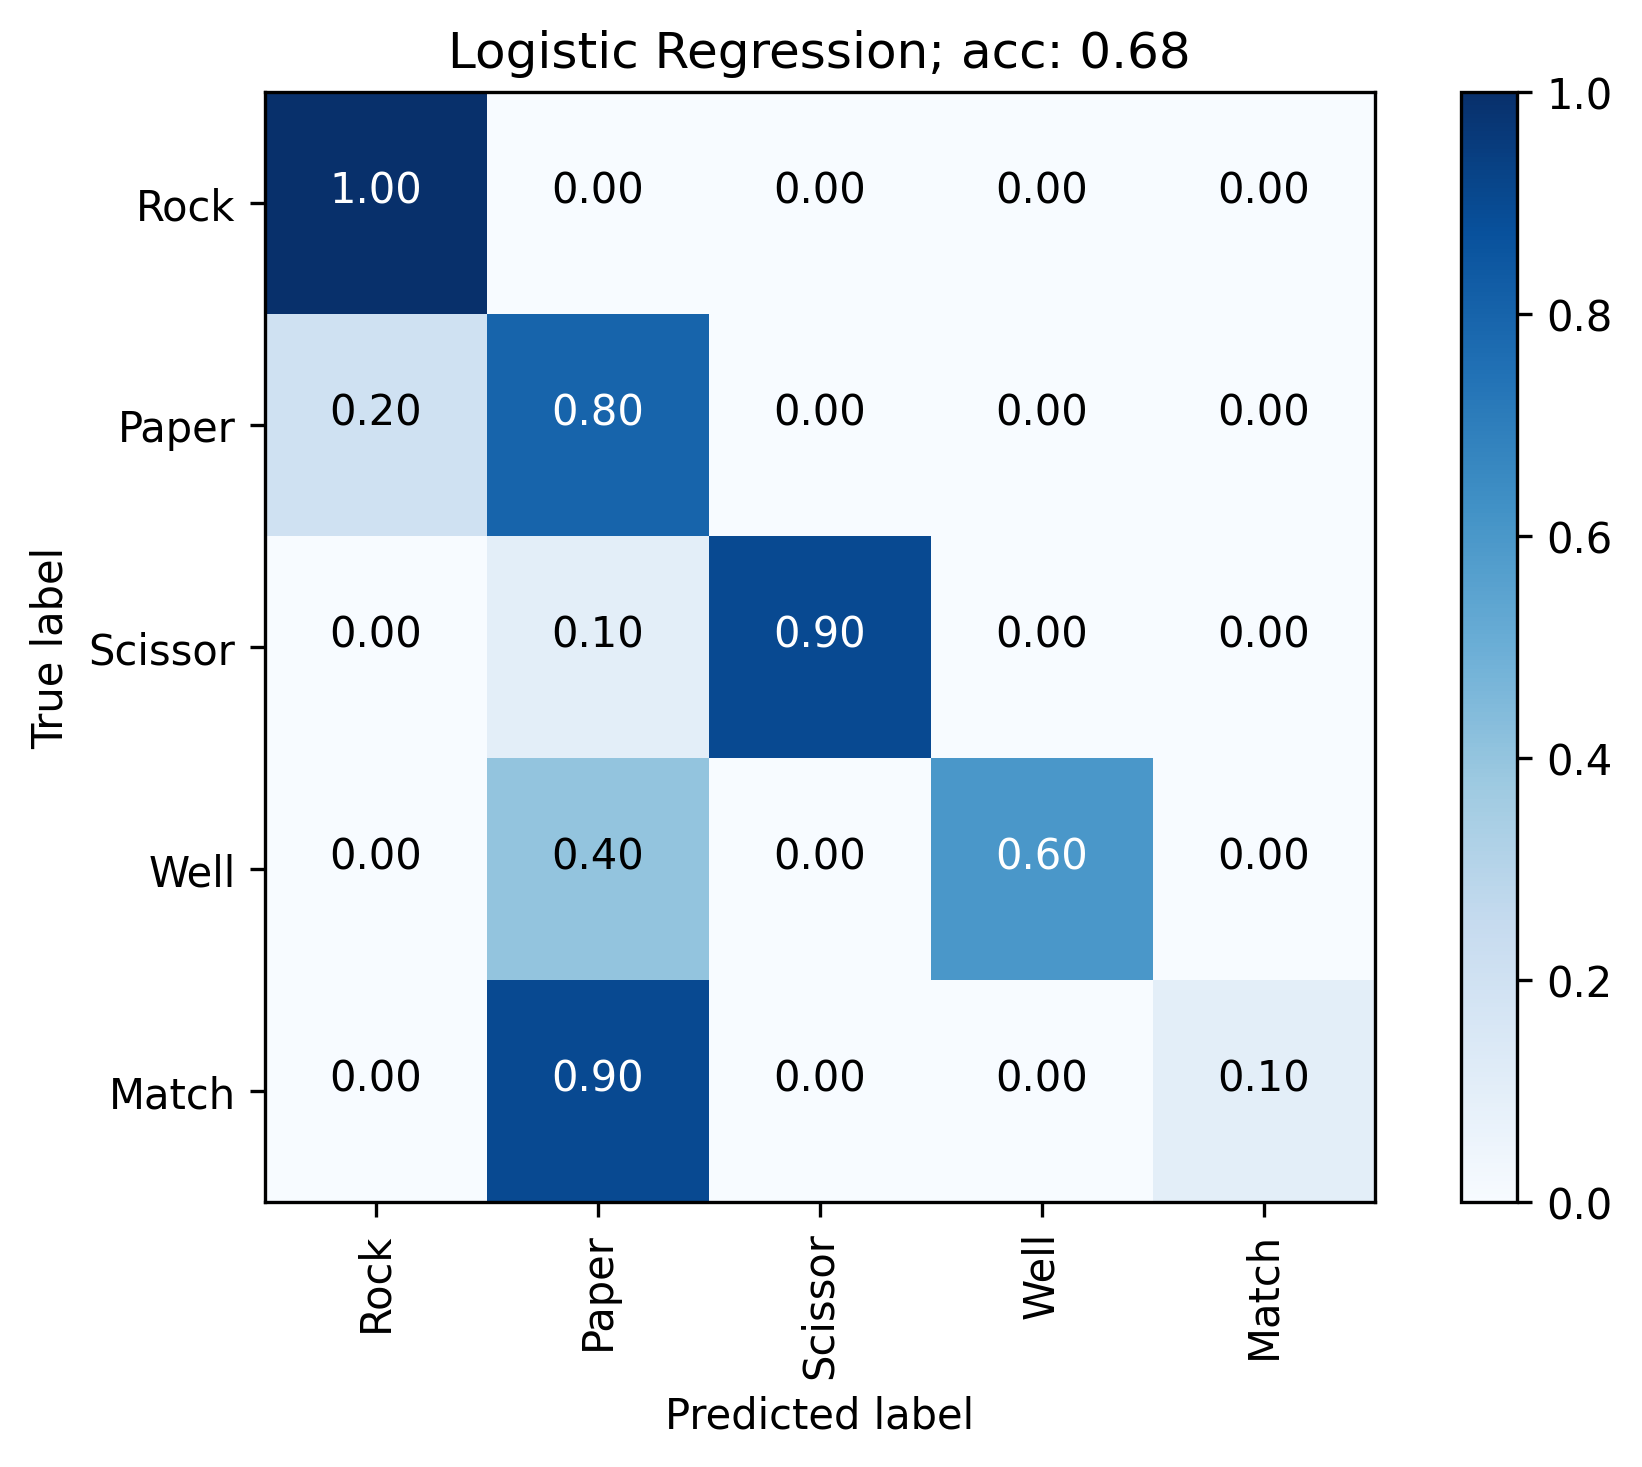 Logistic Regression; acc: 0.68
True label
Rock 1.00 0.00 0.00 0.00 0.00
Paper 0.20 0.80 0.00 0.00 0.00
Scissor 0.00 0.10 0.90 0.00 0.00
Well 0.00 0.40 0.00 0.60 0.00
Match 0.00 0.90 0.00 0.00 0.10
Rock Paper Scissor Well Match
Predicted label
1.0
0.8
0.6
0.4
0.2
0.0